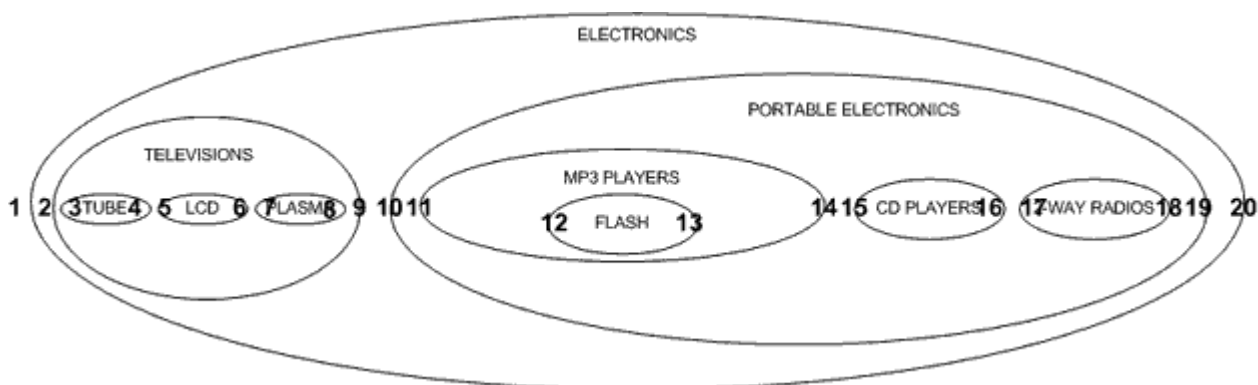 ELECTRONICS
PORTABLE ELECTRONICS
TELEVISIONS
MP3 PLAYERS
1 2 3 TUBE 4 5 LCD 6 7 PLASMA 8 9 10 11 14 15 CD PLAYERS 16 17 2-WAY RADIOS 18 19 20
12 FLASH 13